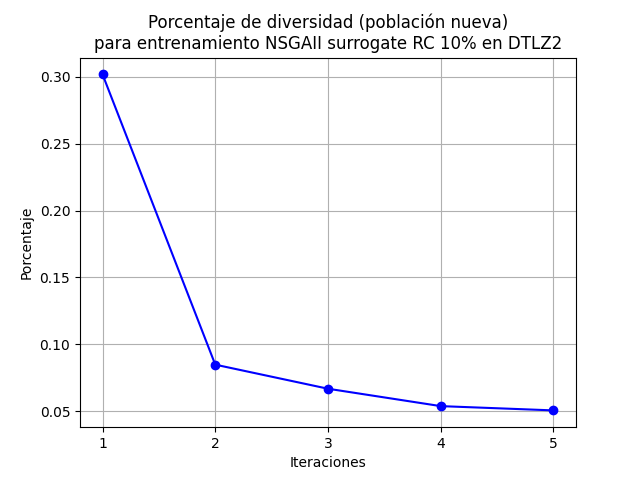 Porcentaje de diversidad (población nueva)
para entrenamiento NSGAII surrogate RC 10% en DTLZ2
0.30
0.25
0.20
0.15
0.10
0.05
Porcentaje
1 2 3 4 5
Iteraciones